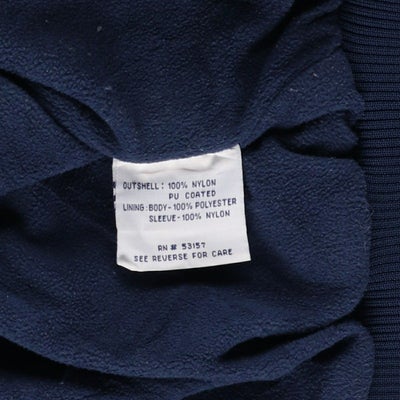 OUTSHELL: 100% NYLON
PU COATED
LINING: BODY-100% POLYESTER
SLEEVE-100% NYLON
RN # 53157
SEE REVERSE FOR CARE